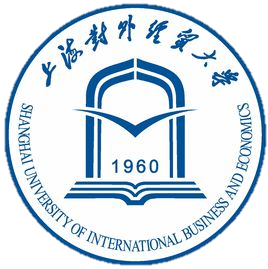 上海对外经贸大学
1960
SHANGHAI UNIVERSITY OF INTERNATIONAL BUSINESS AND ECONOMICS